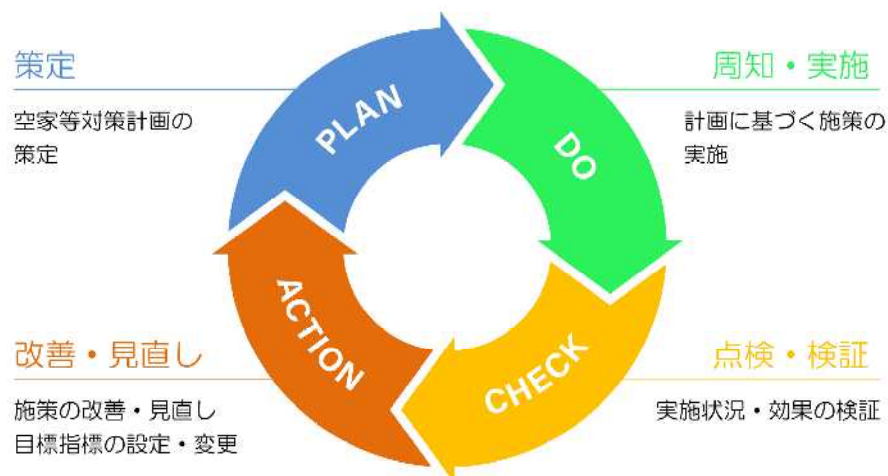 策定
空家等対策計画の
策定
PLAN
周知・実施
計画に基づく施策の
実施
DO
点検・検証
実施状況・効果の検証
CHECK
改善・見直し
施策の改善・見直し
目標指標の設定・変更
ACTION